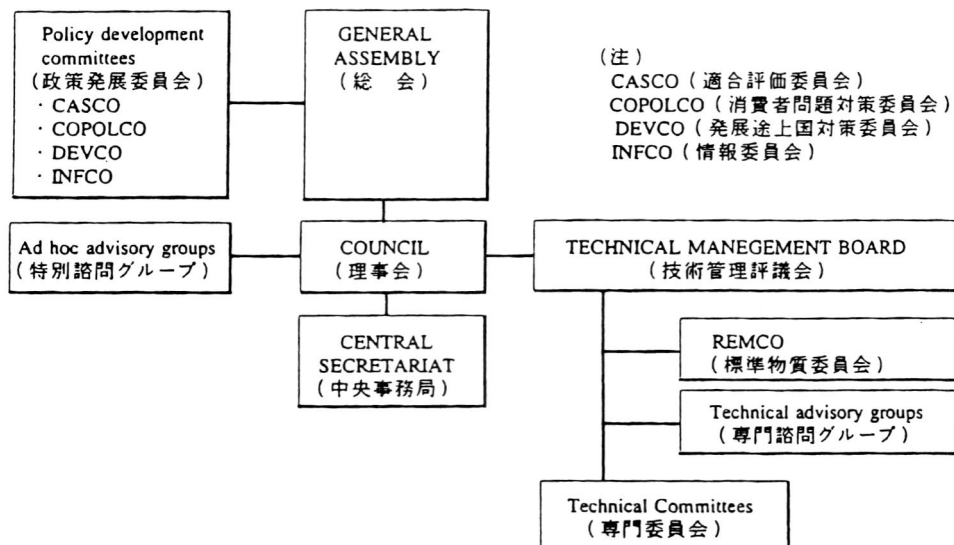 Policy development
committees
(政策発展委員会)
・CASCO
・COPOLCO
・DEVCO
・INFCO
GENERAL
ASSEMBLY
(総　会)
(注)
CASCO(適合評価委員会)
COPOLCO(消費者問題対策委員会)
DEVCO(発展途上国対策委員会)
INFCO(情報委員会)
Ad hoc advisory groups
(特別諮問グループ)
COUNCIL
(理事会)
TECHNICAL MANEGEMENT BOARD
(技術管理評議会)
CENTRAL
SECRETARIAT
(中央事務局)
REMCO
(標準物質委員会)
Technical advisory groups
(専門諮問グループ)
Technical Committees
(専門委員会)